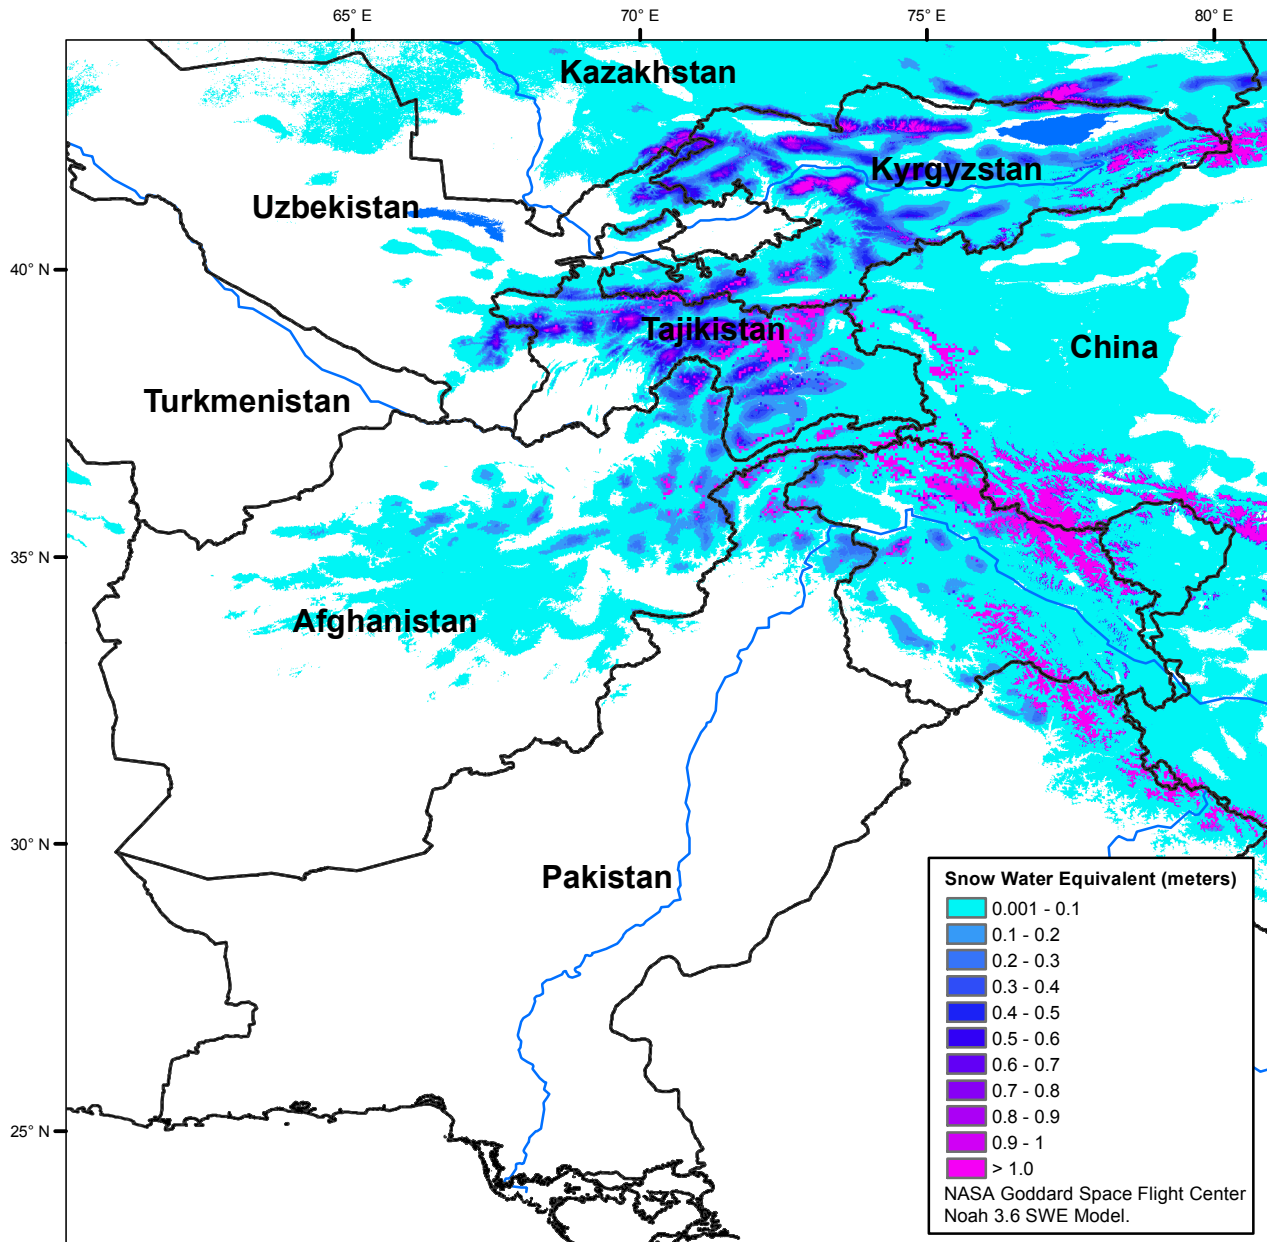 65° E
70° E
75° E
80° E
Kazakhstan
Kyrgyzstan
Uzbekistan
40° N
Tajikistan
China
Turkmenistan
35° N
Afghanistan
30° N
Pakistan
25° N
Snow Water Equivalent (meters)
0.001 - 0.1
0.1 - 0.2
0.2 - 0.3
0.3 - 0.4
0.4 - 0.5
0.5 - 0.6
0.6 - 0.7
0.7 - 0.8
0.8 - 0.9
0.9 - 1
> 1.0
NASA Goddard Space Flight Center
Noah 3.6 SWE Model.